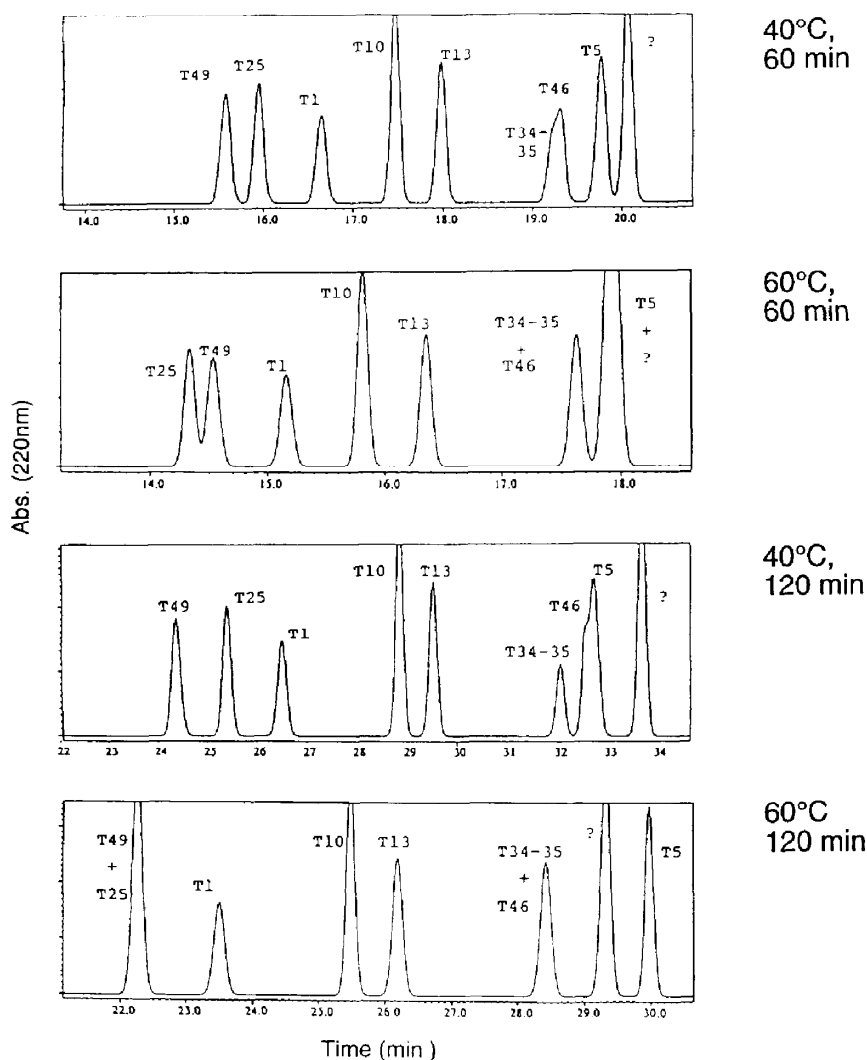 40°C,
60 min
T49
T25
T1
T10
T13
T46
T34-
35
T5
?
14.0 15.0 16.0 17.0 18.0 19.0 20.0
60°C,
60 min
T25
T49
T1
T10
T13
T34-35
+
T46
T5
+
?
14.0 15.0 16.0 17.0 18.0
Abs. (220nm)
40°C,
120 min
T49
T25
T1
T10
T13
T34-35
T46
T5
?
22 23 24 25 26 27 28 29 30 31 32 33 34
60°C
120 min
T49
+
T25
T1
T10
T13
T34-35
+
T46
?
T5
22.0 23.0 24.0 25.0 26.0 27.0 28.0 29.0 30.0
Time (min )